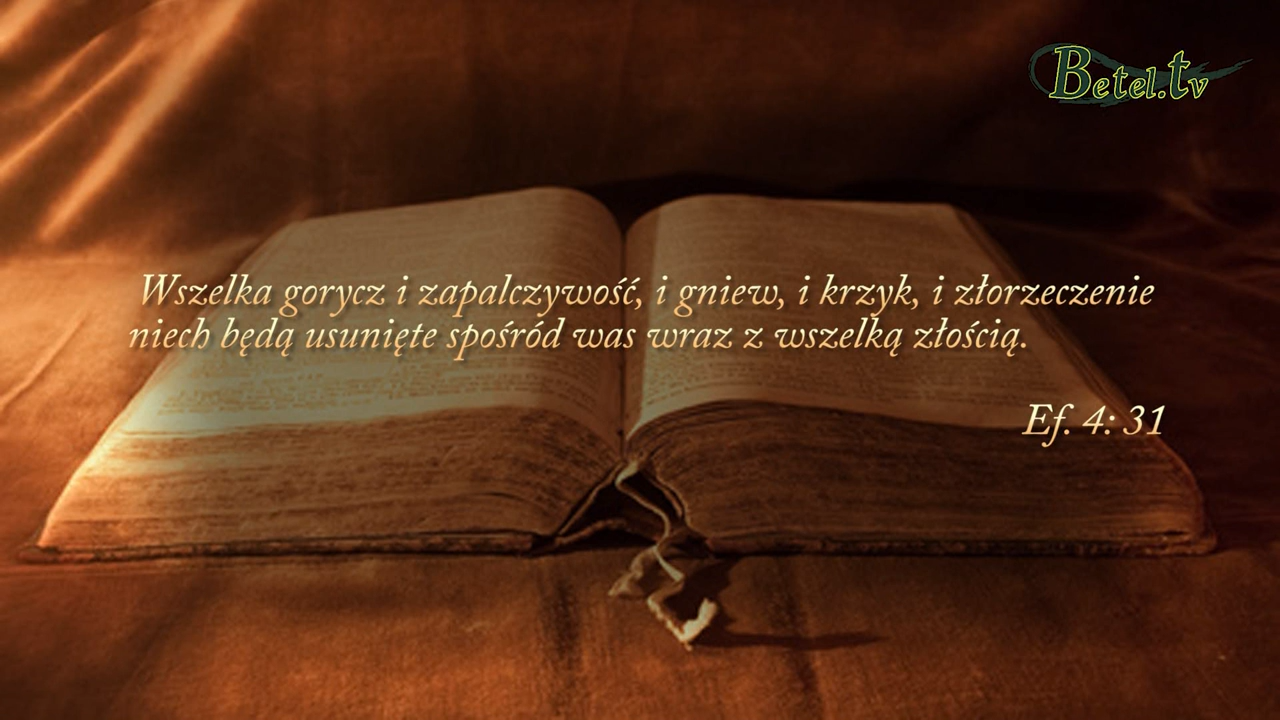 Betel.tv
Wszelka gorycz i zapalczywość, i gniew, i krzyk, i złorzeczenie
niech będą usunięte spośród was wraz z wszelką złością.
Ef. 4: 31